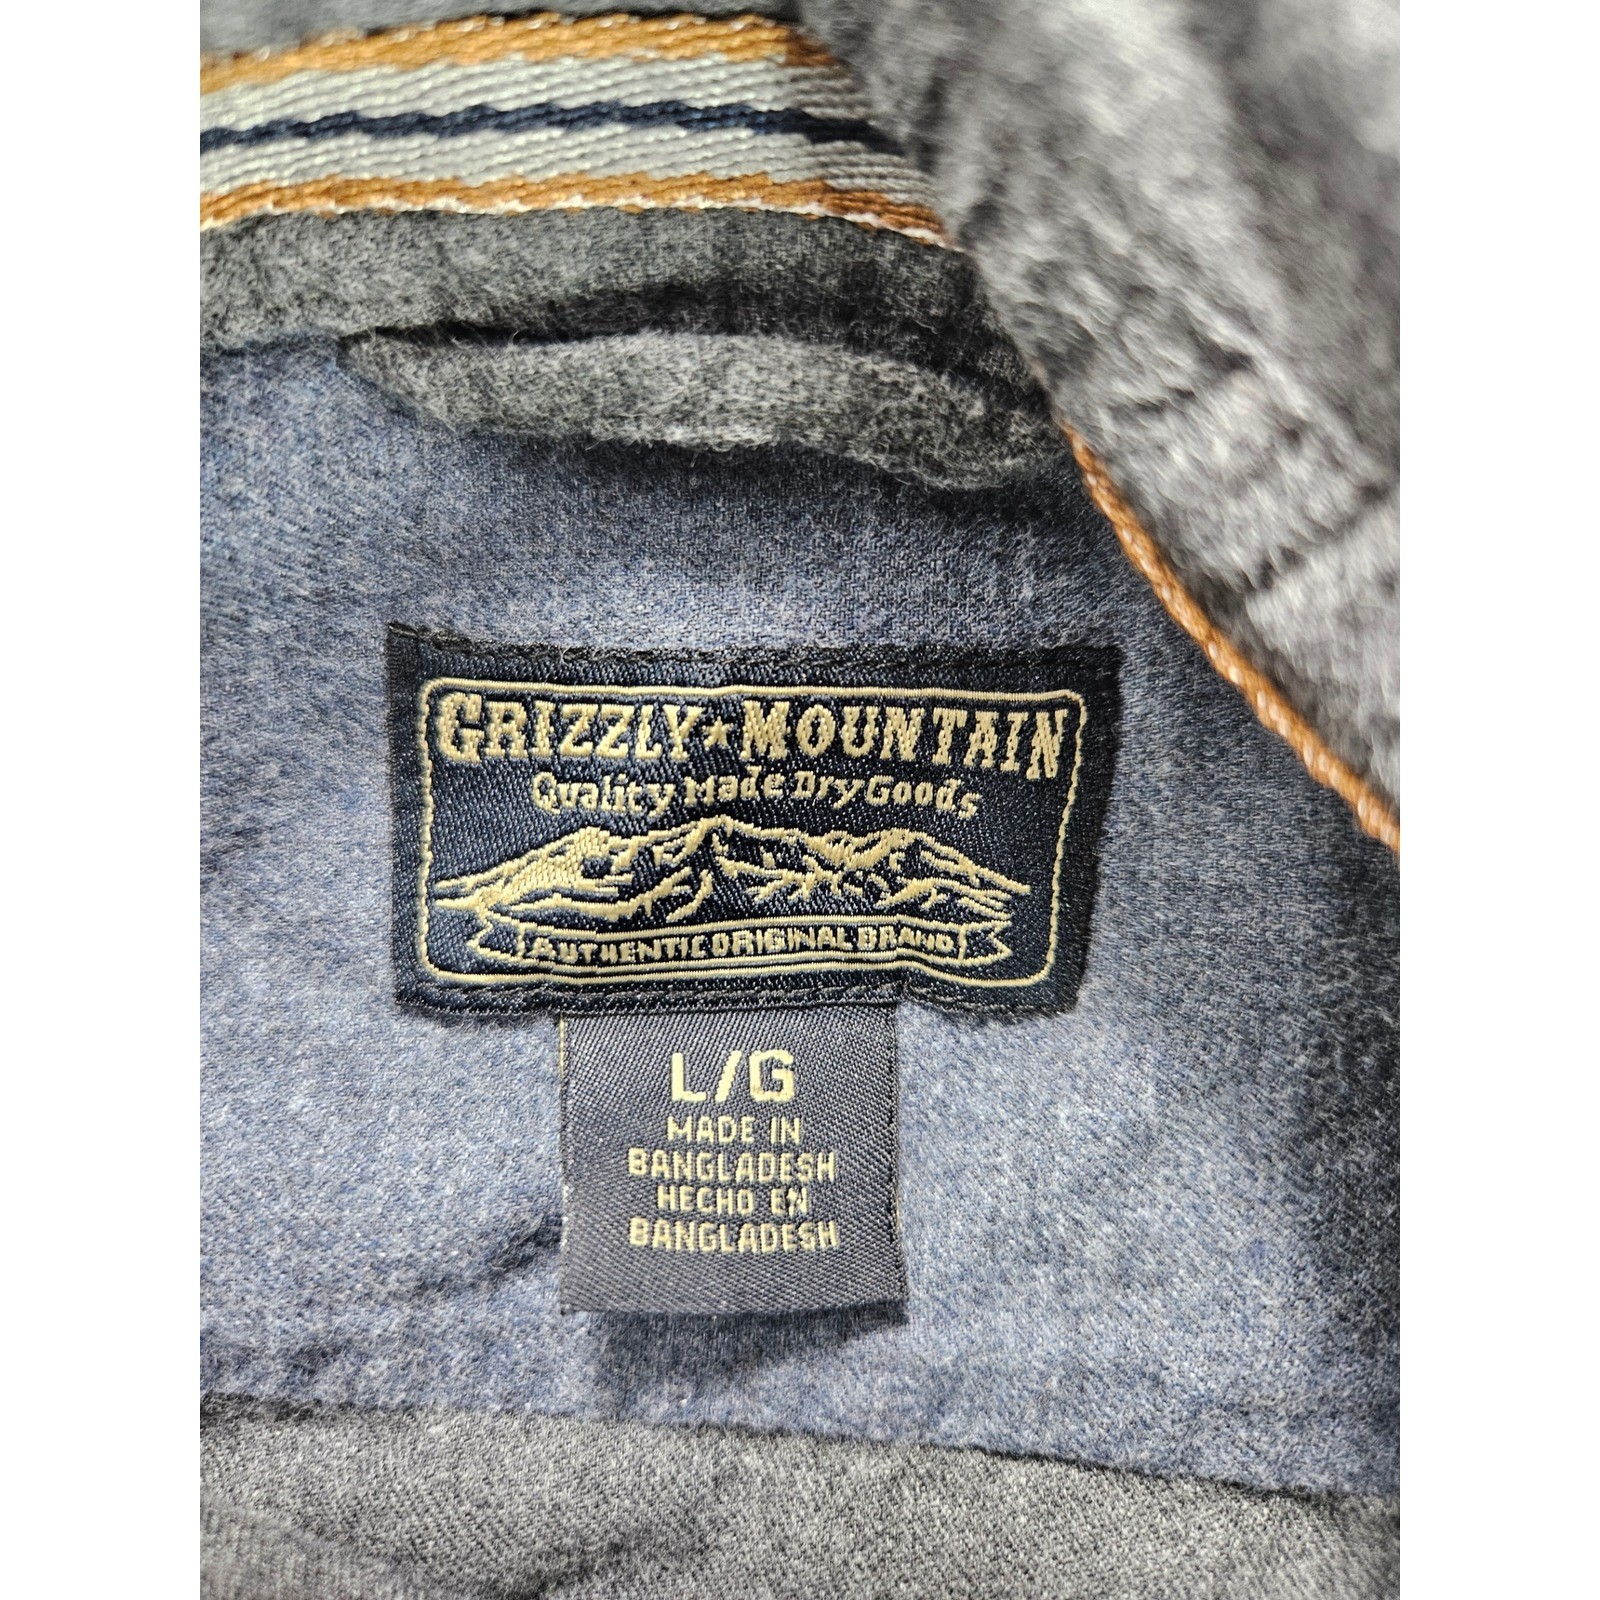 GRIZZLY★MOUNTAIN
Quality Made Dry Goods
AUTHENTIC ORIGINAL BRAND
L/G
MADE IN
BANGLADESH
HECHO EN
BANGLADESH